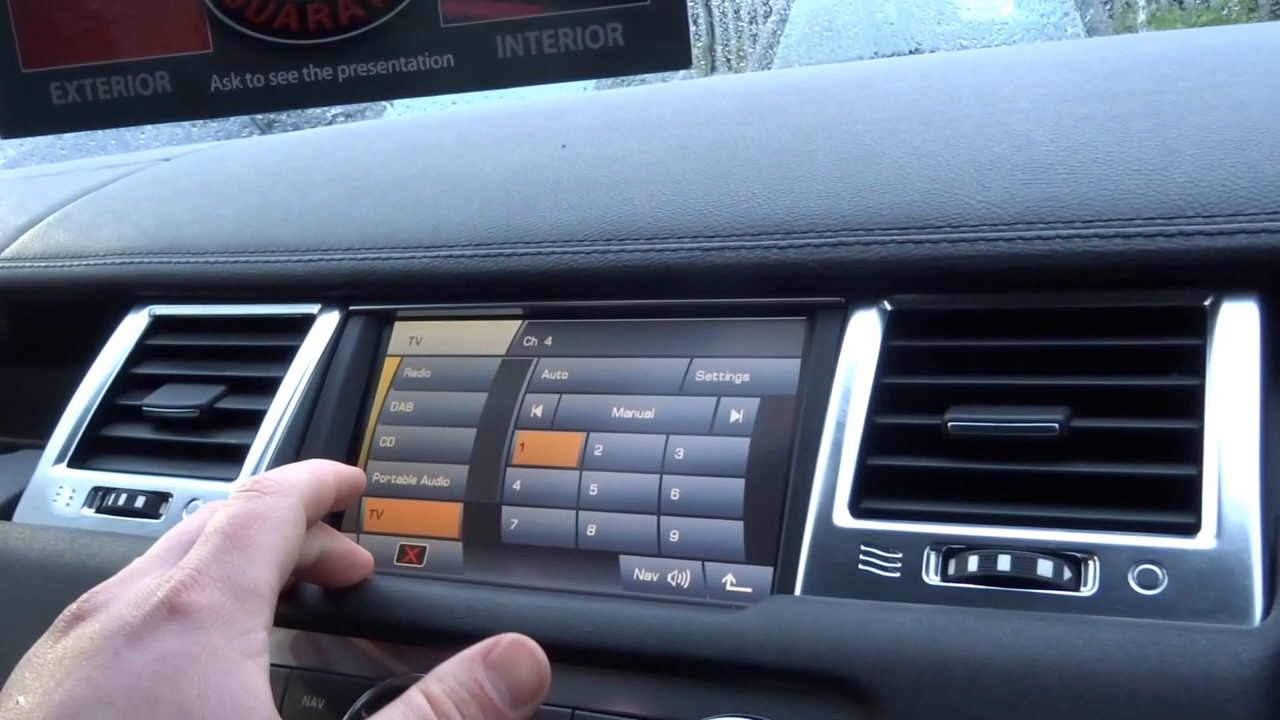 GUARA
EXTERIOR
Ask to see the presentation
INTERIOR
TV
Ch 4
Radio
Auto
Settings
DAB
Manual
CD
1
2
3
Portable Audio
4
5
6
TV
7
8
9
Nav
NAV